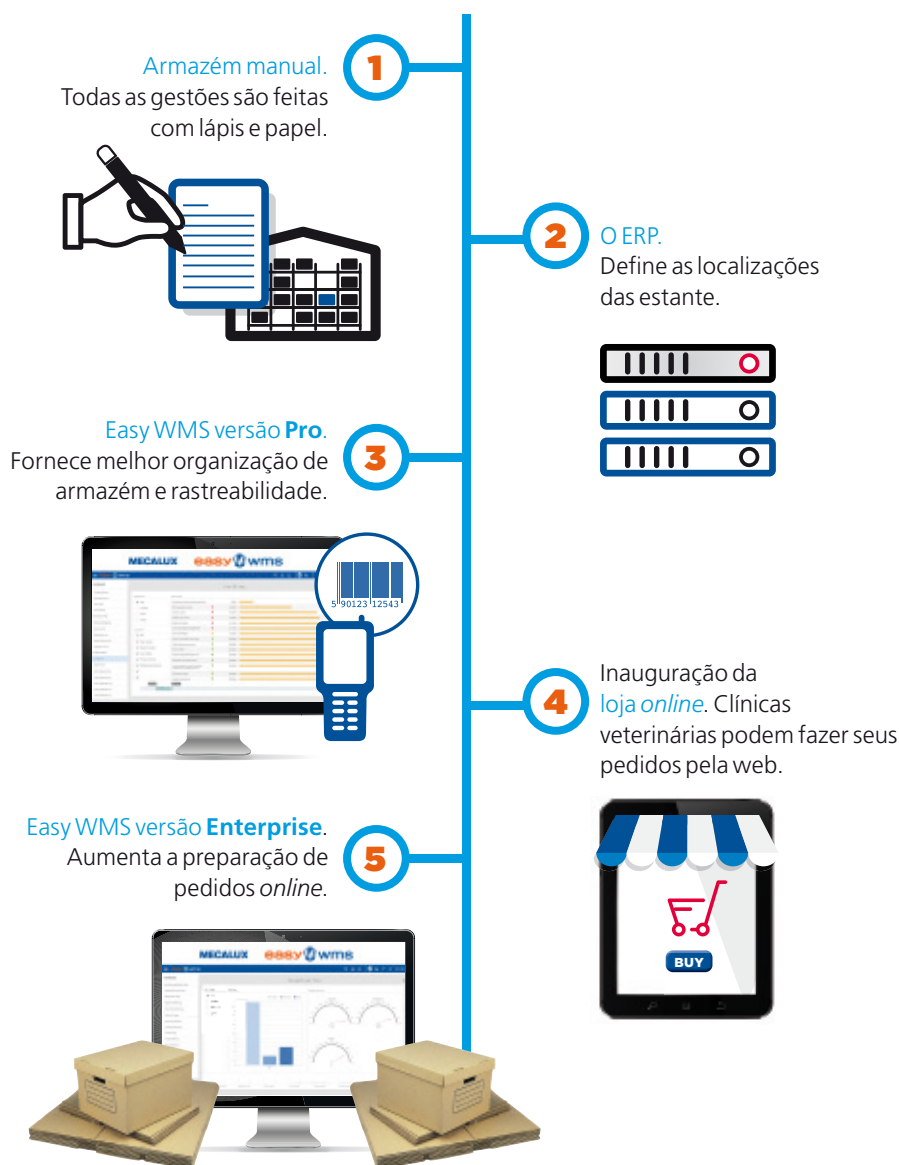 1
Armazém manual.
Todas as gestões são feitas
com lápis e papel.
2
O ERP.
Define as localizações
das estante.
3
Easy WMS versão Pro.
Fornece melhor organização de
armazém e rastreabilidade.
MECALUX easy wms
5 90123 12543
4
Inauguração da
loja online. Clínicas
veterinárias podem fazer seus
pedidos pela web.
BUY
5
Easy WMS versão Enterprise.
Aumenta a preparação de
pedidos online.
MECALUX easy wms